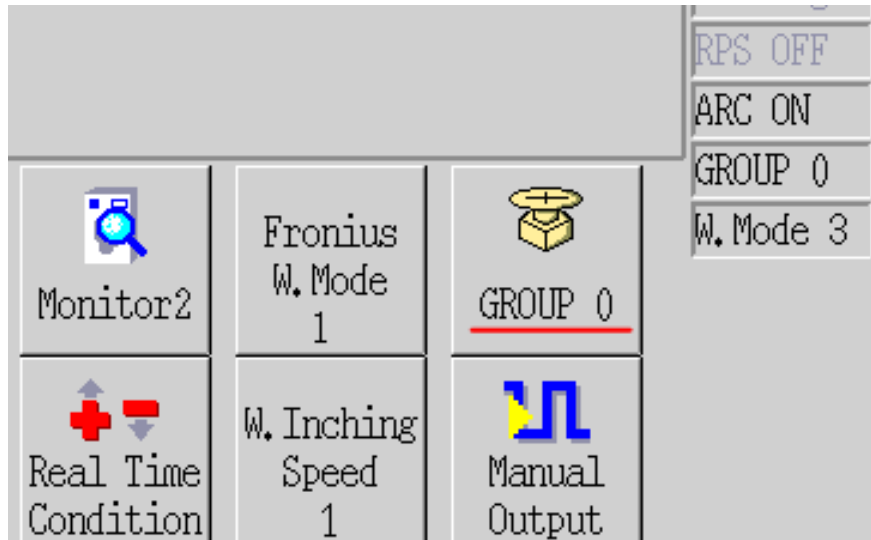 RPS OFF
ARC ON
GROUP 0
W.Mode 3
Monitor2
Fronius
W.Mode
1
GROUP 0
Real Time
Condition
W.Inching
Speed
1
Manual
Output